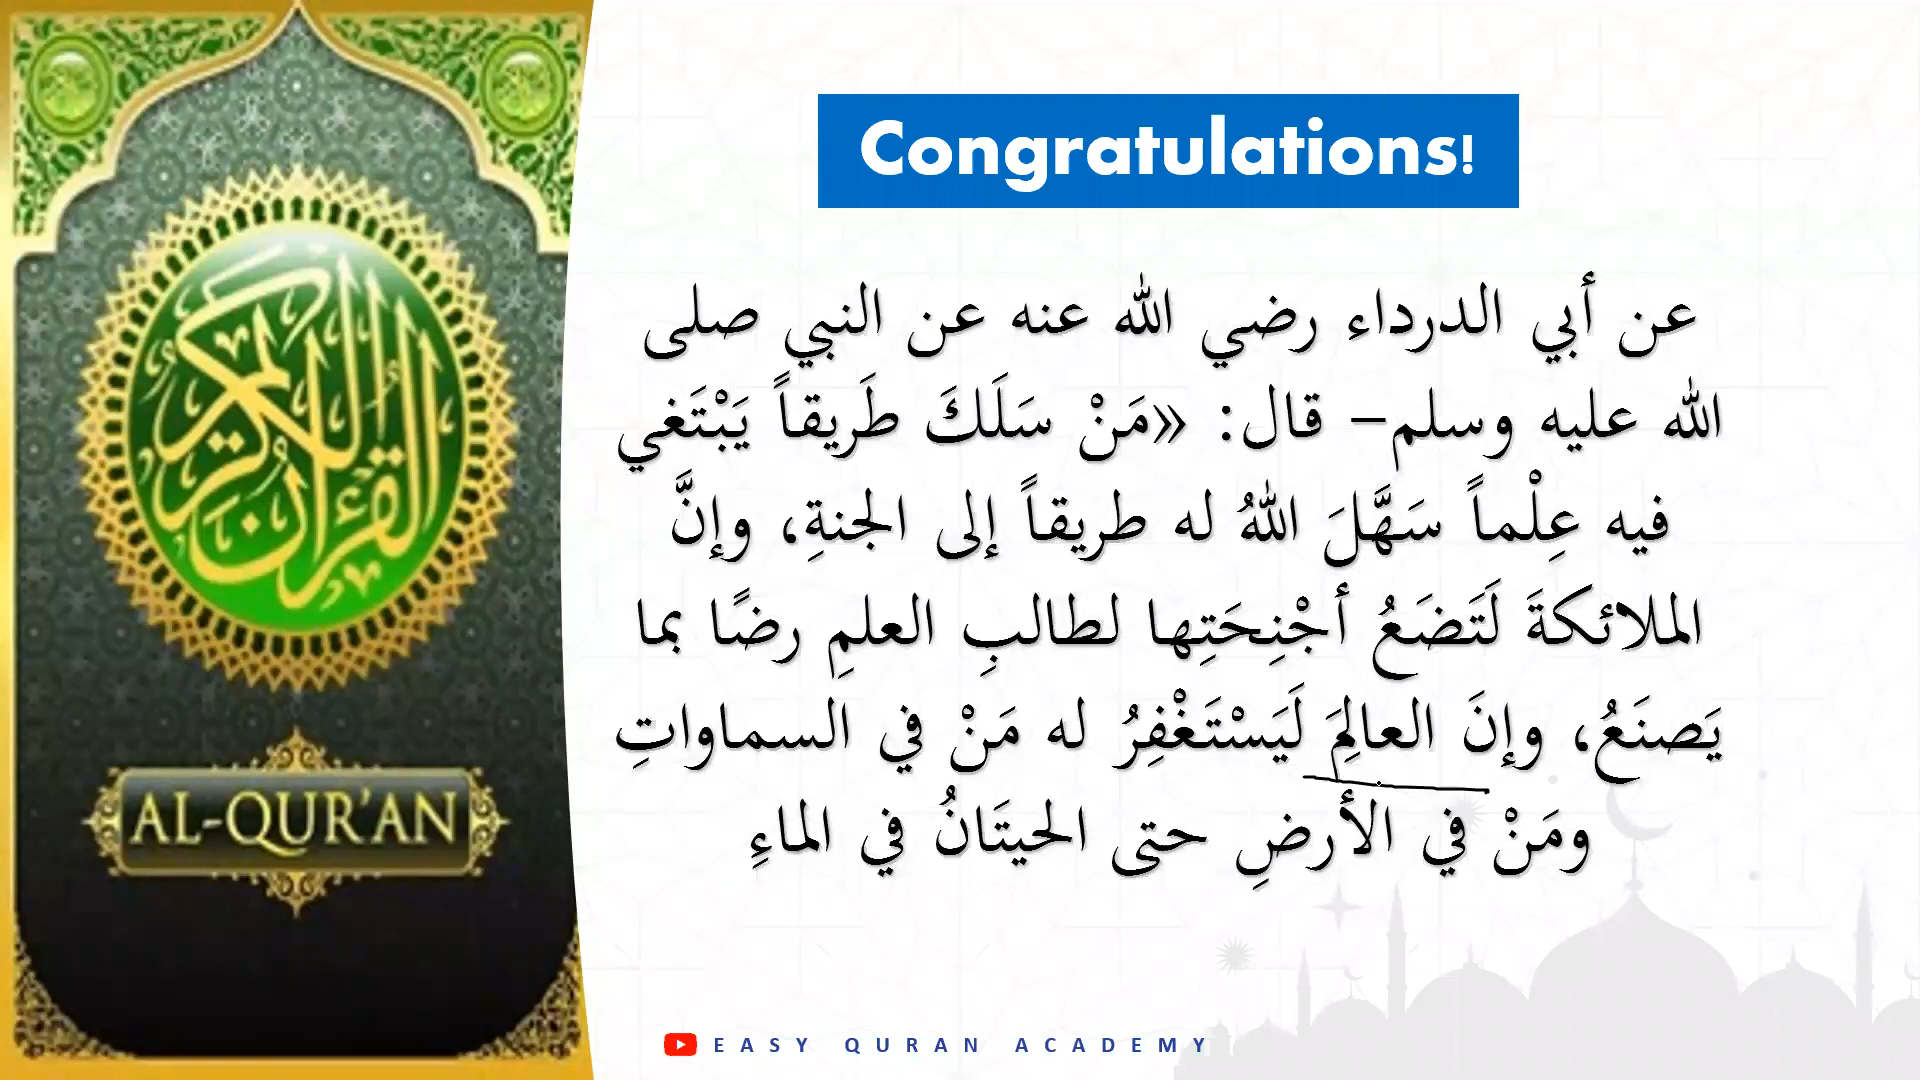 القرآن الكريم
AL-QUR'AN
Congratulations!
عن أبي الدرداء رضي الله عنه عن النبي صلى
الله عليه وسلم- قال: «مَنْ سَلَكَ طَريقاً يَبْتَغي
فيه عِلْماً سَهَّلَ اللهُ له طريقاً إلى الجنةِ، وإنَّ
الملائكةَ لَتَضَعُ أجْنِحَتِها لطالبِ العلمِ رضًا بما
يَصنَعُ، وإنَ العالِمَ لَيَسْتَغْفِرُ له مَنْ في السماواتِ
ومَنْ في الأرضِ حتى الحيتَانُ في الماءِ
EASY QURAN ACADEMY